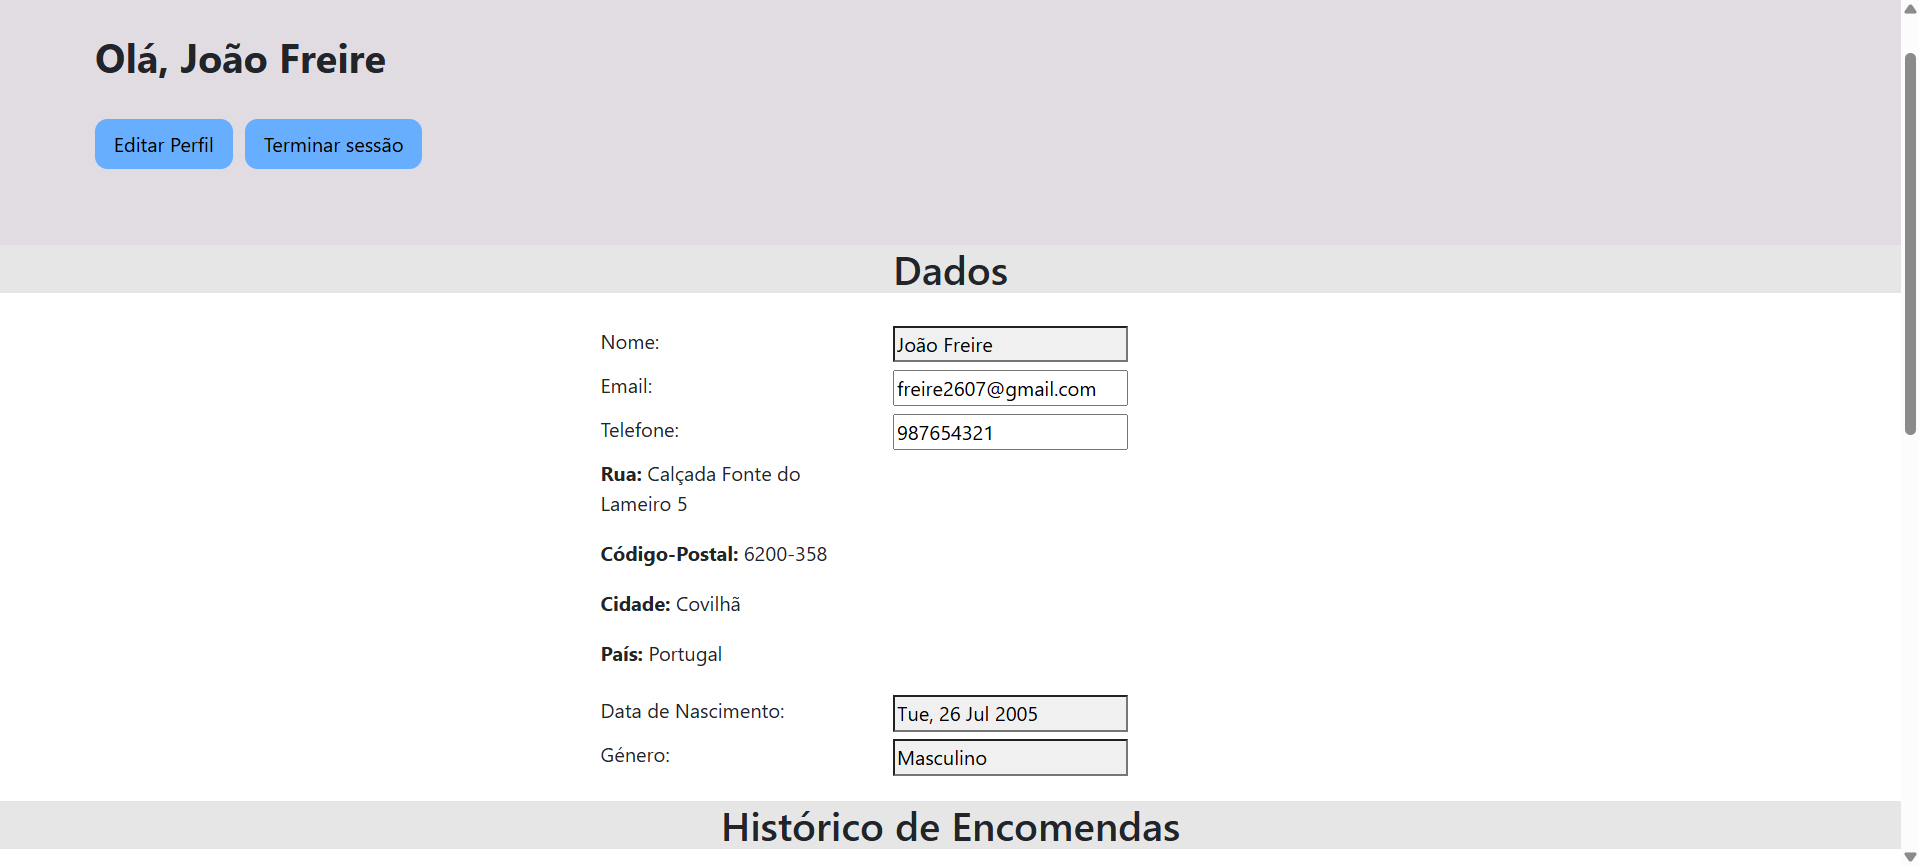 Olá, João Freire
Editar Perfil Terminar sessão
Dados
Nome: João Freire
Email: freire2607@gmail.com
Telefone: 987654321
Rua: Calçada Fonte do
Lameiro 5
Código-Postal: 6200-358
Cidade: Covilhã
País: Portugal
Data de Nascimento: Tue, 26 Jul 2005
Género: Masculino
Histórico de Encomendas